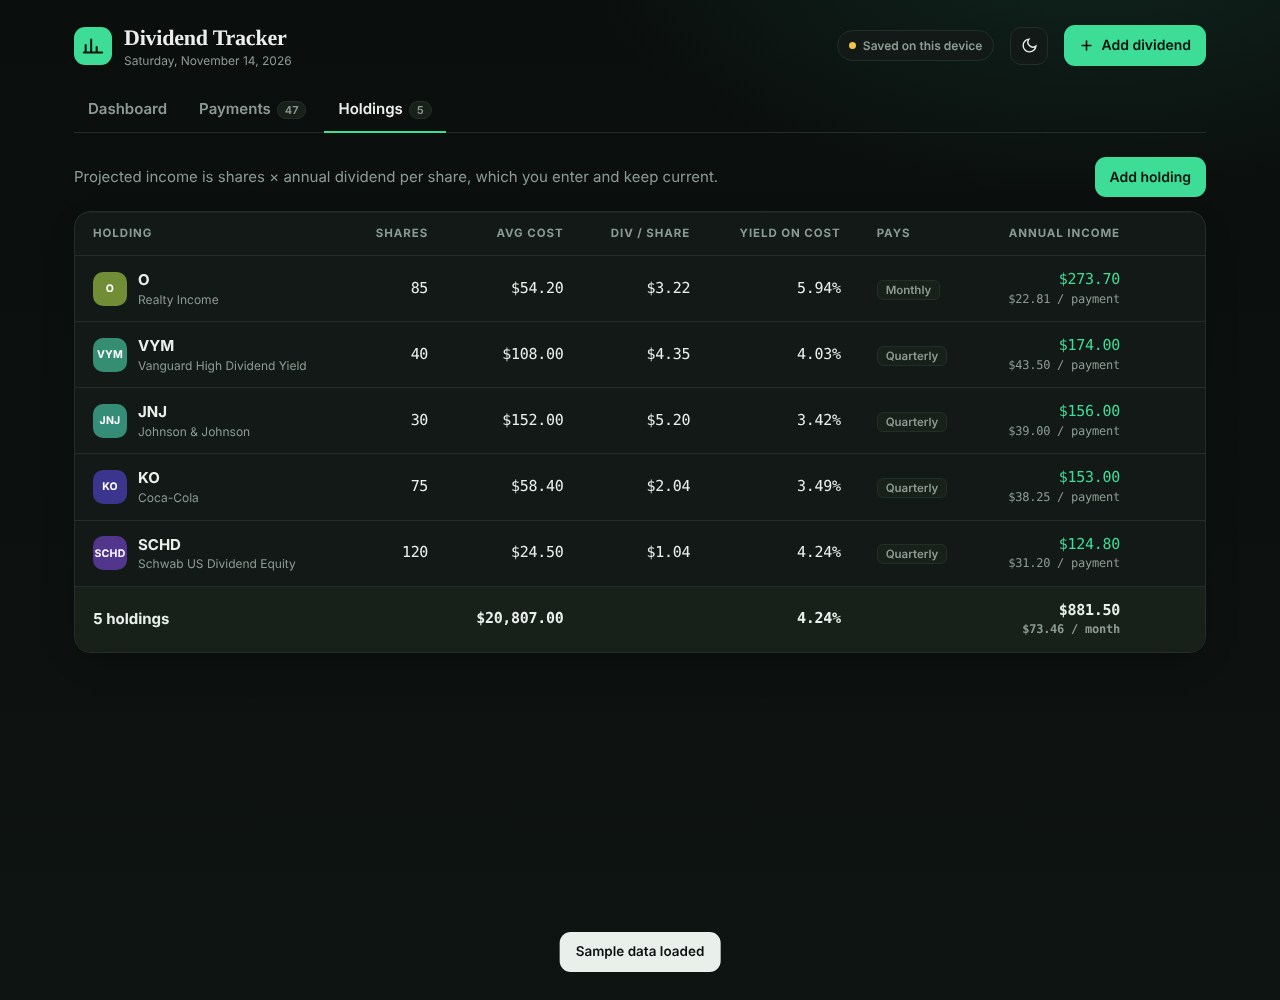 Dividend Tracker
Saturday, November 14, 2026
Saved on this device
Add dividend
Dashboard
Payments 47
Holdings 5
Projected income is shares × annual dividend per share, which you enter and keep current.
Add holding
HOLDING SHARES AVG COST DIV / SHARE YIELD ON COST PAYS ANNUAL INCOME
O O 85 $54.20 $3.22 5.94% Monthly $273.70
Realty Income $22.81 / payment
VYM VYM 40 $108.00 $4.35 4.03% Quarterly $174.00
Vanguard High Dividend Yield $43.50 / payment
JNJ JNJ 30 $152.00 $5.20 3.42% Quarterly $156.00
Johnson & Johnson $39.00 / payment
KO KO 75 $58.40 $2.04 3.49% Quarterly $153.00
Coca-Cola $38.25 / payment
SCHD SCHD 120 $24.50 $1.04 4.24% Quarterly $124.80
Schwab US Dividend Equity $31.20 / payment
5 holdings $20,807.00 4.24% $881.50
$73.46 / month
Sample data loaded